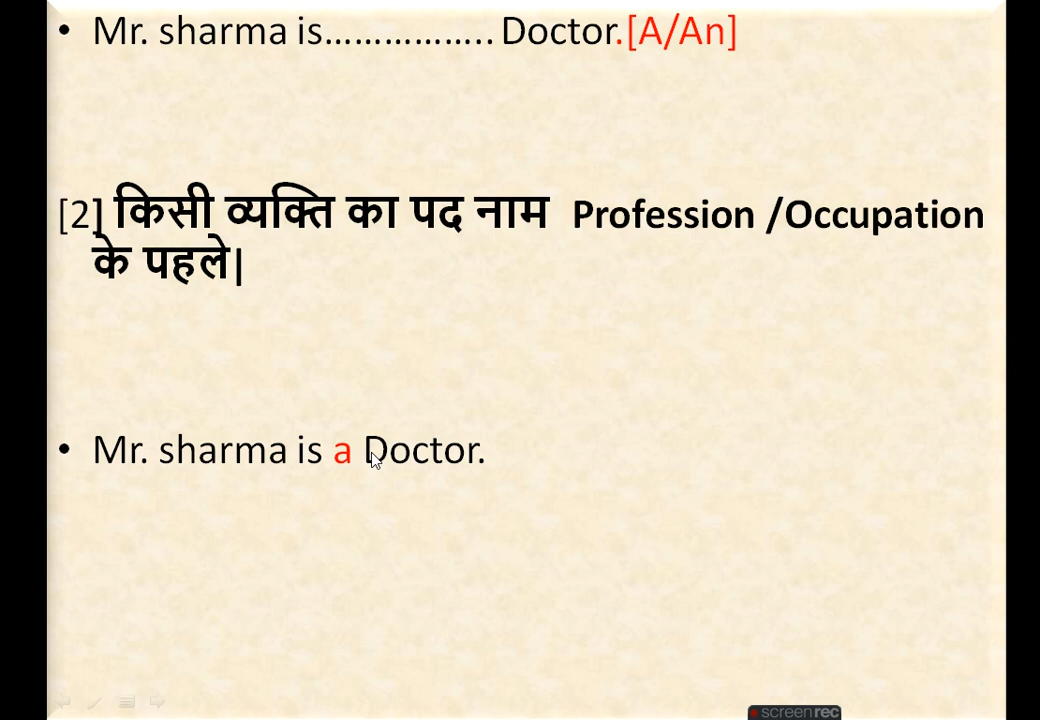 • Mr. sharma is…………….. Doctor.[A/An]
[2] किसी व्यक्ति का पद नाम Profession /Occupation
के पहले|
• Mr. sharma is a Doctor.
screenrec